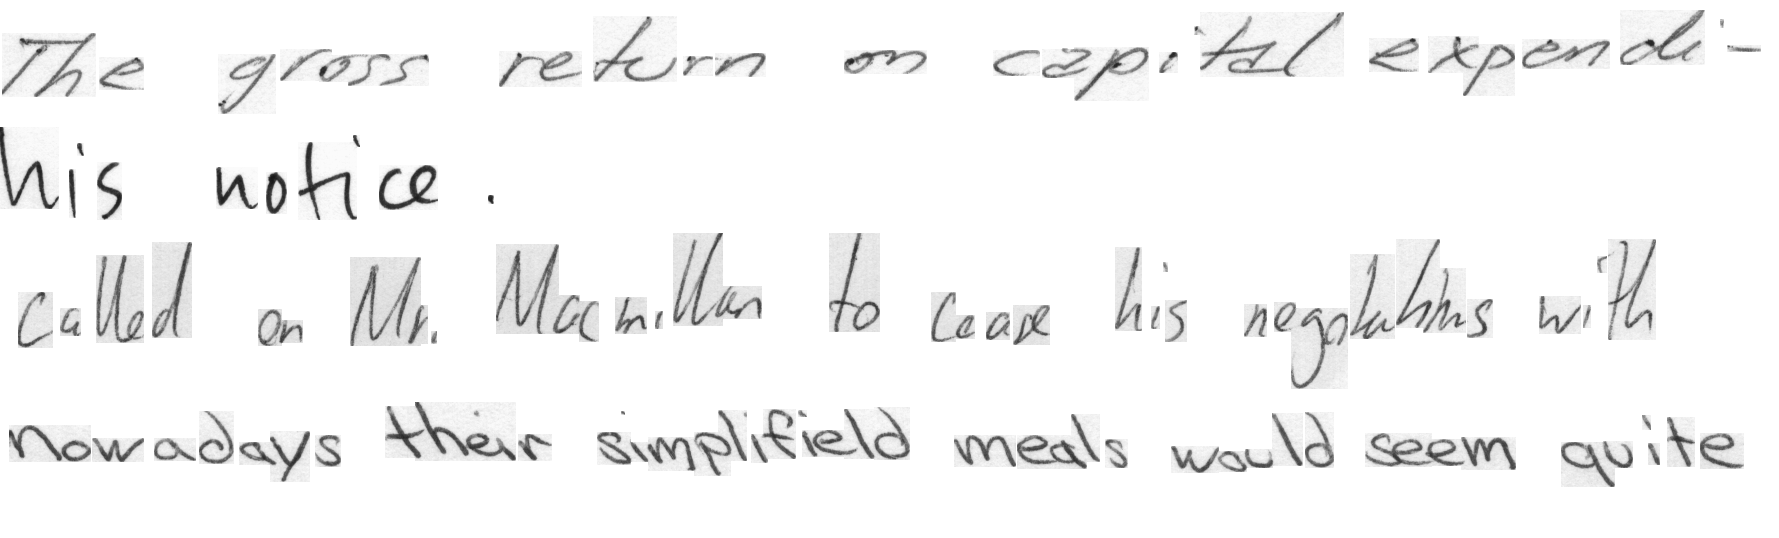 The gross return on capital expendi-
his notice.
called on Mr. Macmillan to cease his negotiations with
nowadays their simplifield meals would seem quite